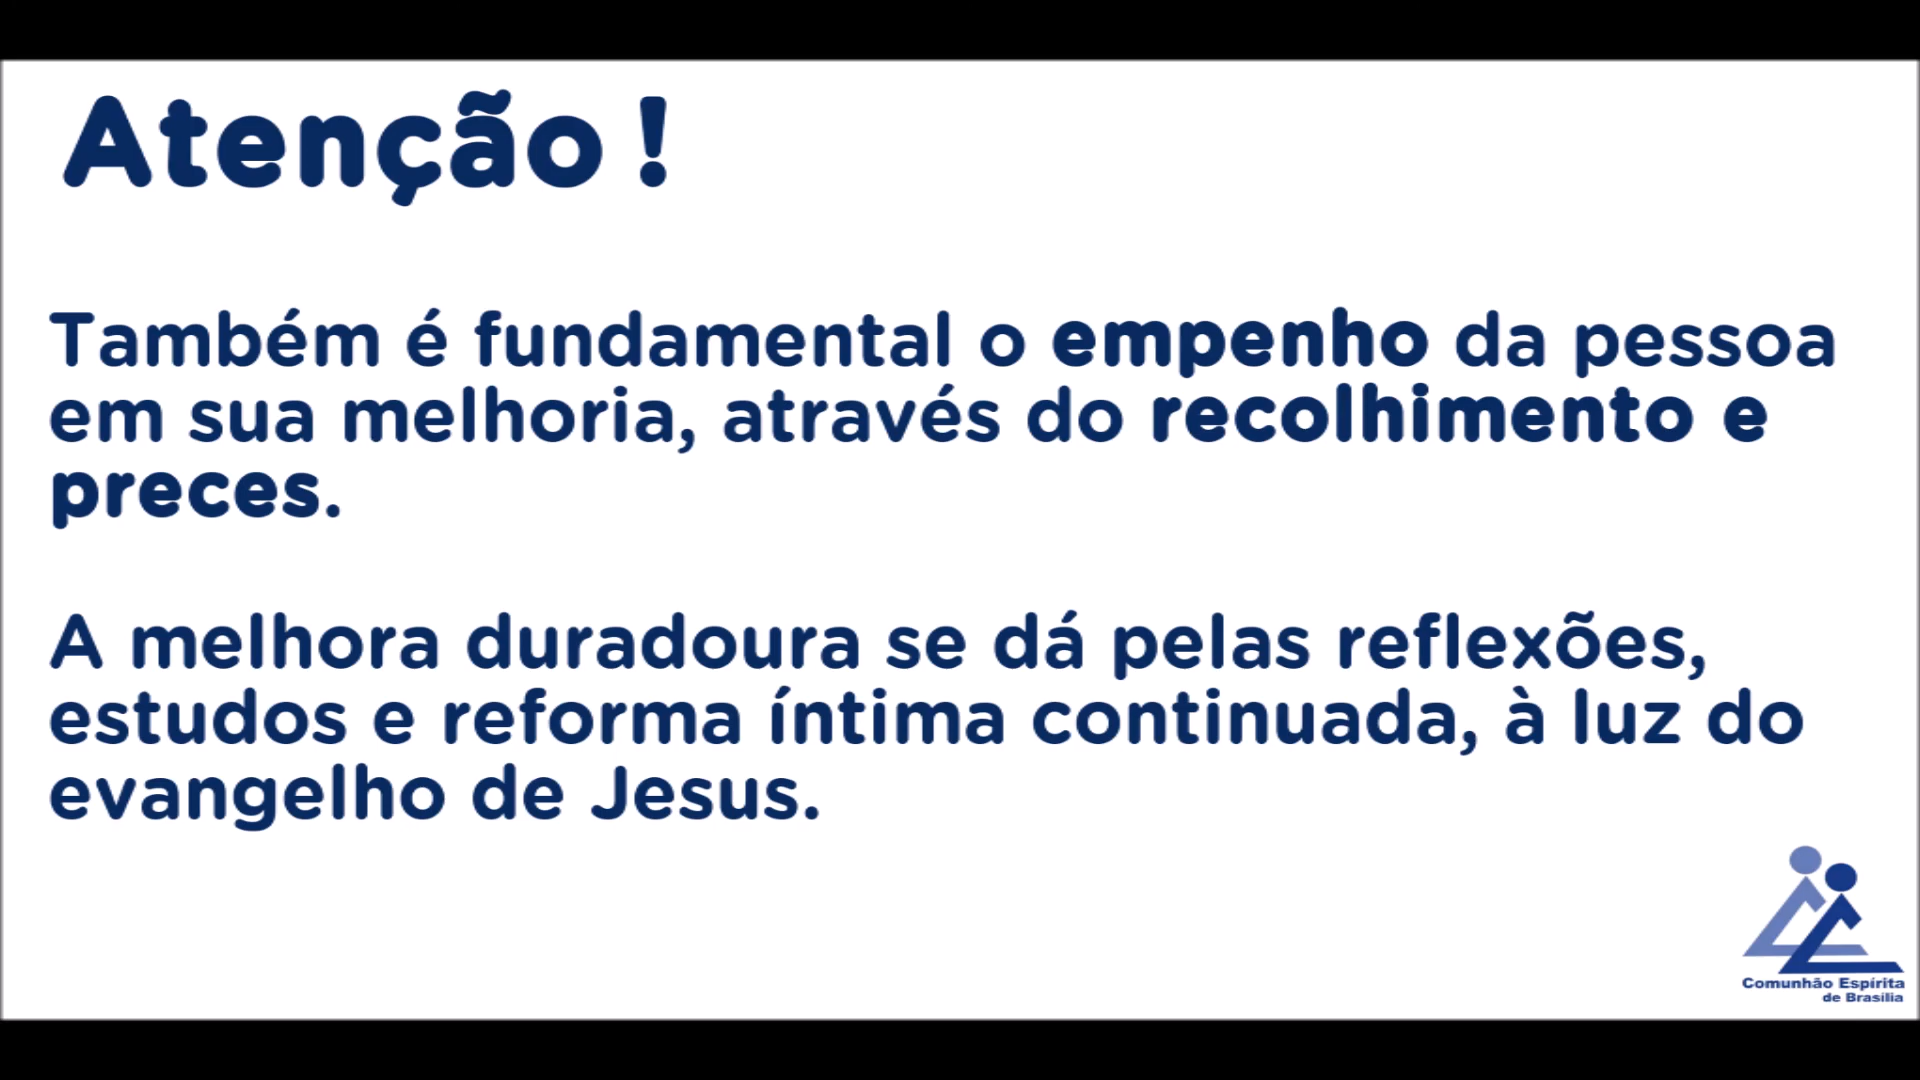 Atenção !
Também é fundamental o empenho da pessoa
em sua melhoria, através do recolhimento e
preces.
A melhora duradoura se dá pelas reflexões,
estudos e reforma íntima continuada, à luz do
evangelho de Jesus.
Comunhão Espírita
de Brasília